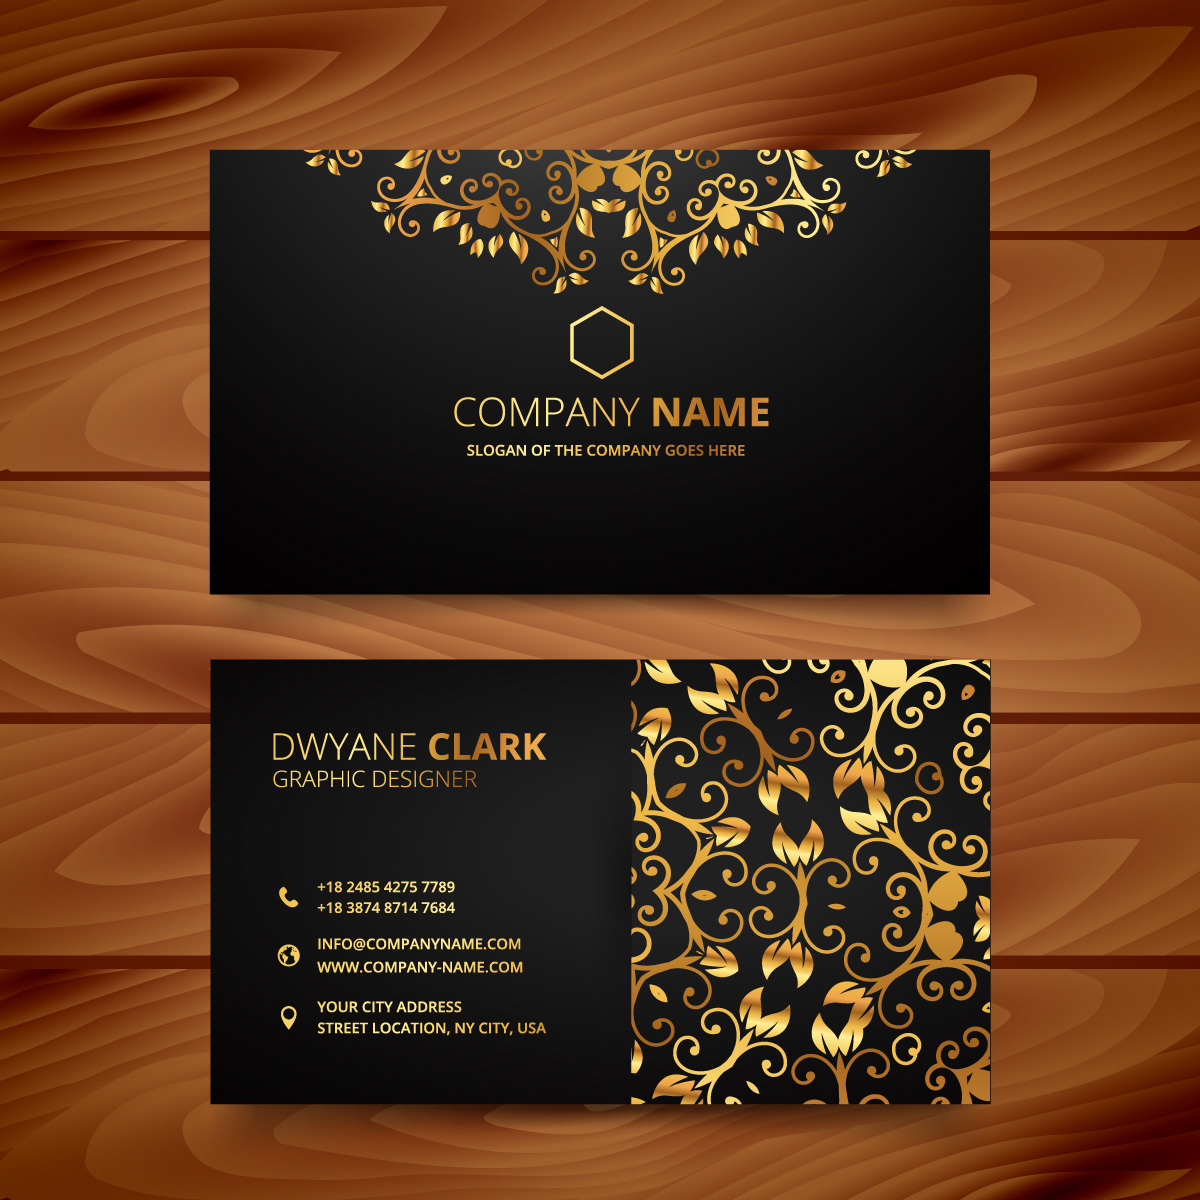 COMPANY NAME
SLOGAN OF THE COMPANY GOES HERE
DWYANE CLARK
GRAPHIC DESIGNER
+18 2485 4275 7789
+18 3874 8714 7684
INFO@COMPANYNAME.COM
WWW.COMPANY-NAME.COM
YOUR CITY ADDRESS
STREET LOCATION, NY CITY, USA